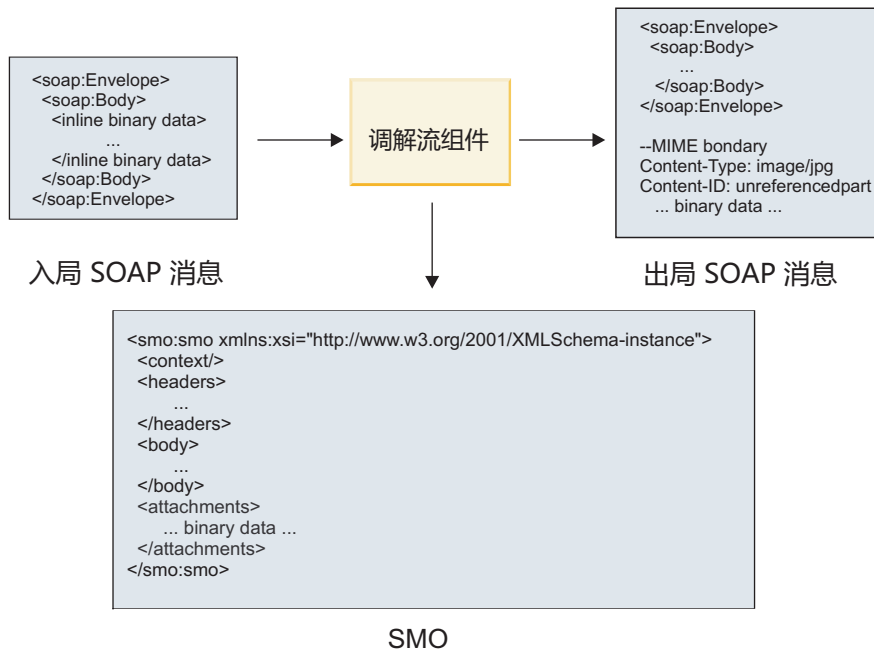 <soap:Envelope>
<soap:Body>
<inline binary data>
...
</inline binary data>
</soap:Body>
</soap:Envelope>
入局 SOAP 消息
调解流组件
<soap:Envelope>
<soap:Body>
...
</soap:Body>
</soap:Envelope>
--MIME bondary
Content-Type: image/jpg
Content-ID: unreferencedpart
... binary data ...
出局 SOAP 消息
<smo:smo xmlns:xsi="http://www.w3.org/2001/XMLSchema-instance">
<context/>
<headers>
...
</headers>
<body>
...
</body>
<attachments>
... binary data ...
</attachments>
</smo:smo>
SMO